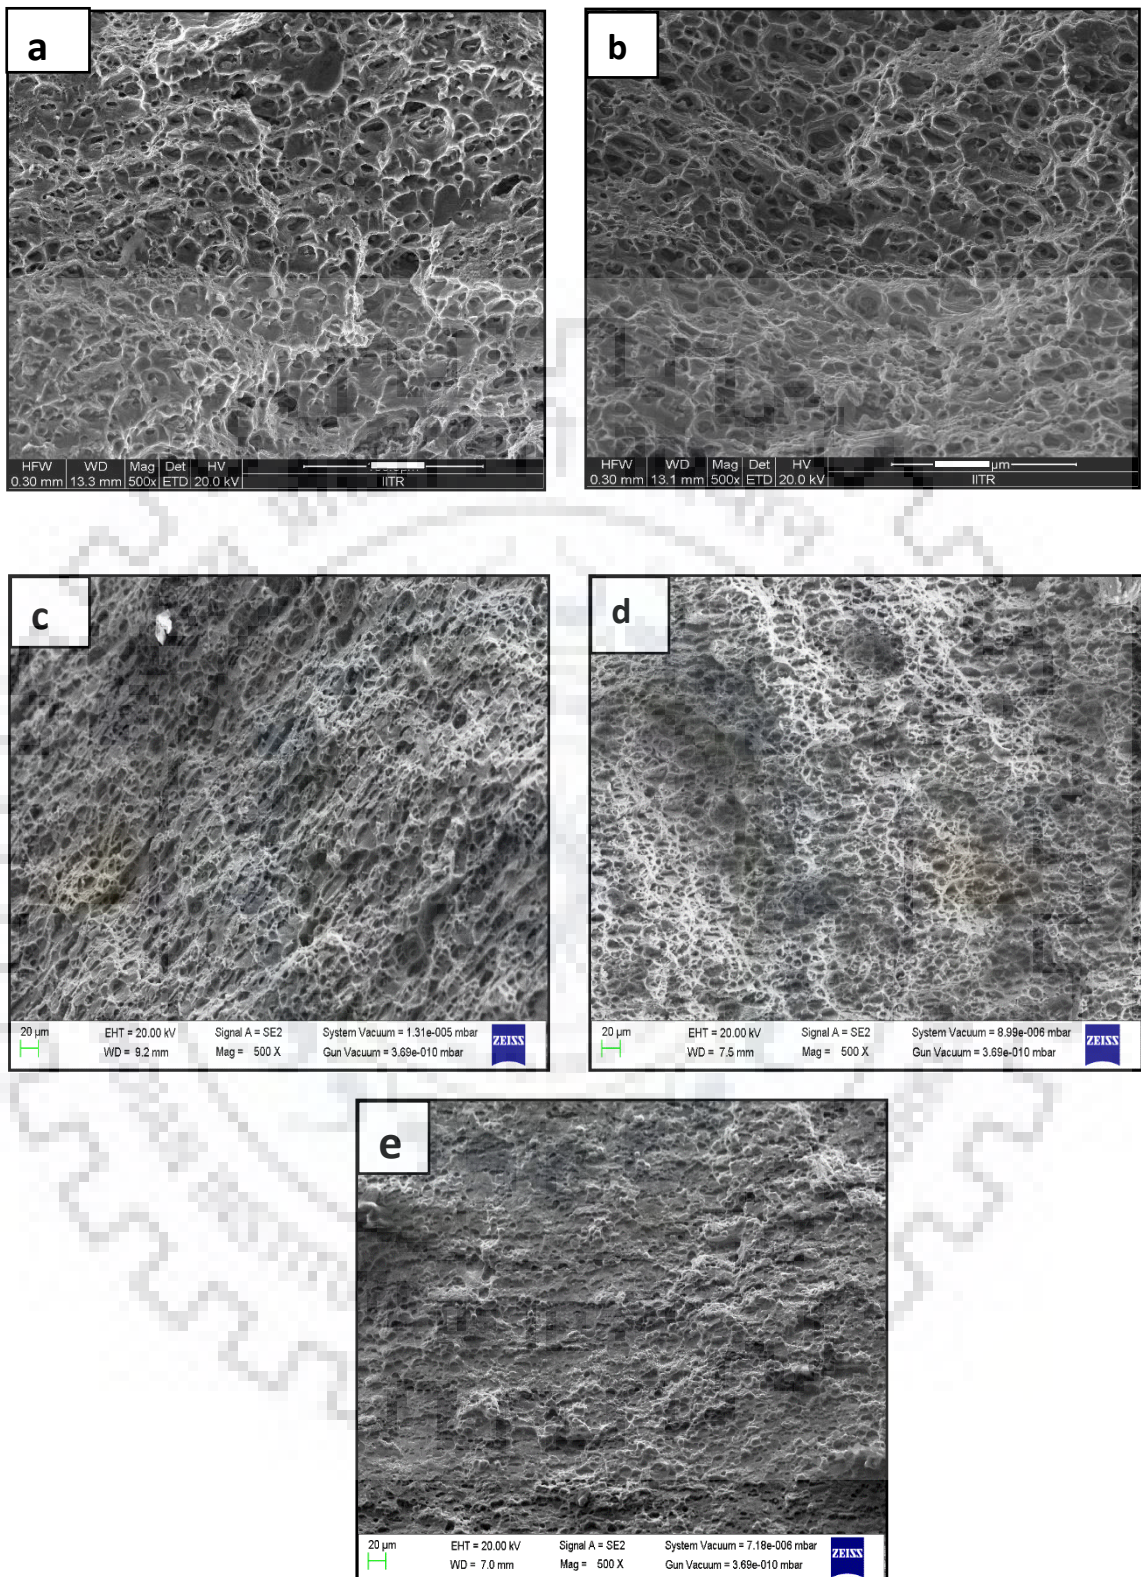 a
b
HFW WD Mag Det HV
0.30 mm 13.3 mm 500x ETD 20.0 kV IITR
HFW WD Mag Det HV µm
0.30 mm 13.1 mm 500x ETD 20.0 kV IITR
c
d
20 µm EHT = 20.00 kV Signal A = SE2 System Vacuum = 1.31e-005 mbar
WD = 9.2 mm Mag = 500 X Gun Vacuum = 3.69e-010 mbar ZEISS
20 µm EHT = 20.00 kV Signal A = SE2 System Vacuum = 8.99e-006 mbar
WD = 7.5 mm Mag = 500 X Gun Vacuum = 3.69e-010 mbar ZEISS
e
20 µm EHT = 20.00 kV Signal A = SE2 System Vacuum = 7.18e-006 mbar
WD = 7.0 mm Mag = 500 X Gun Vacuum = 3.69e-010 mbar ZEISS